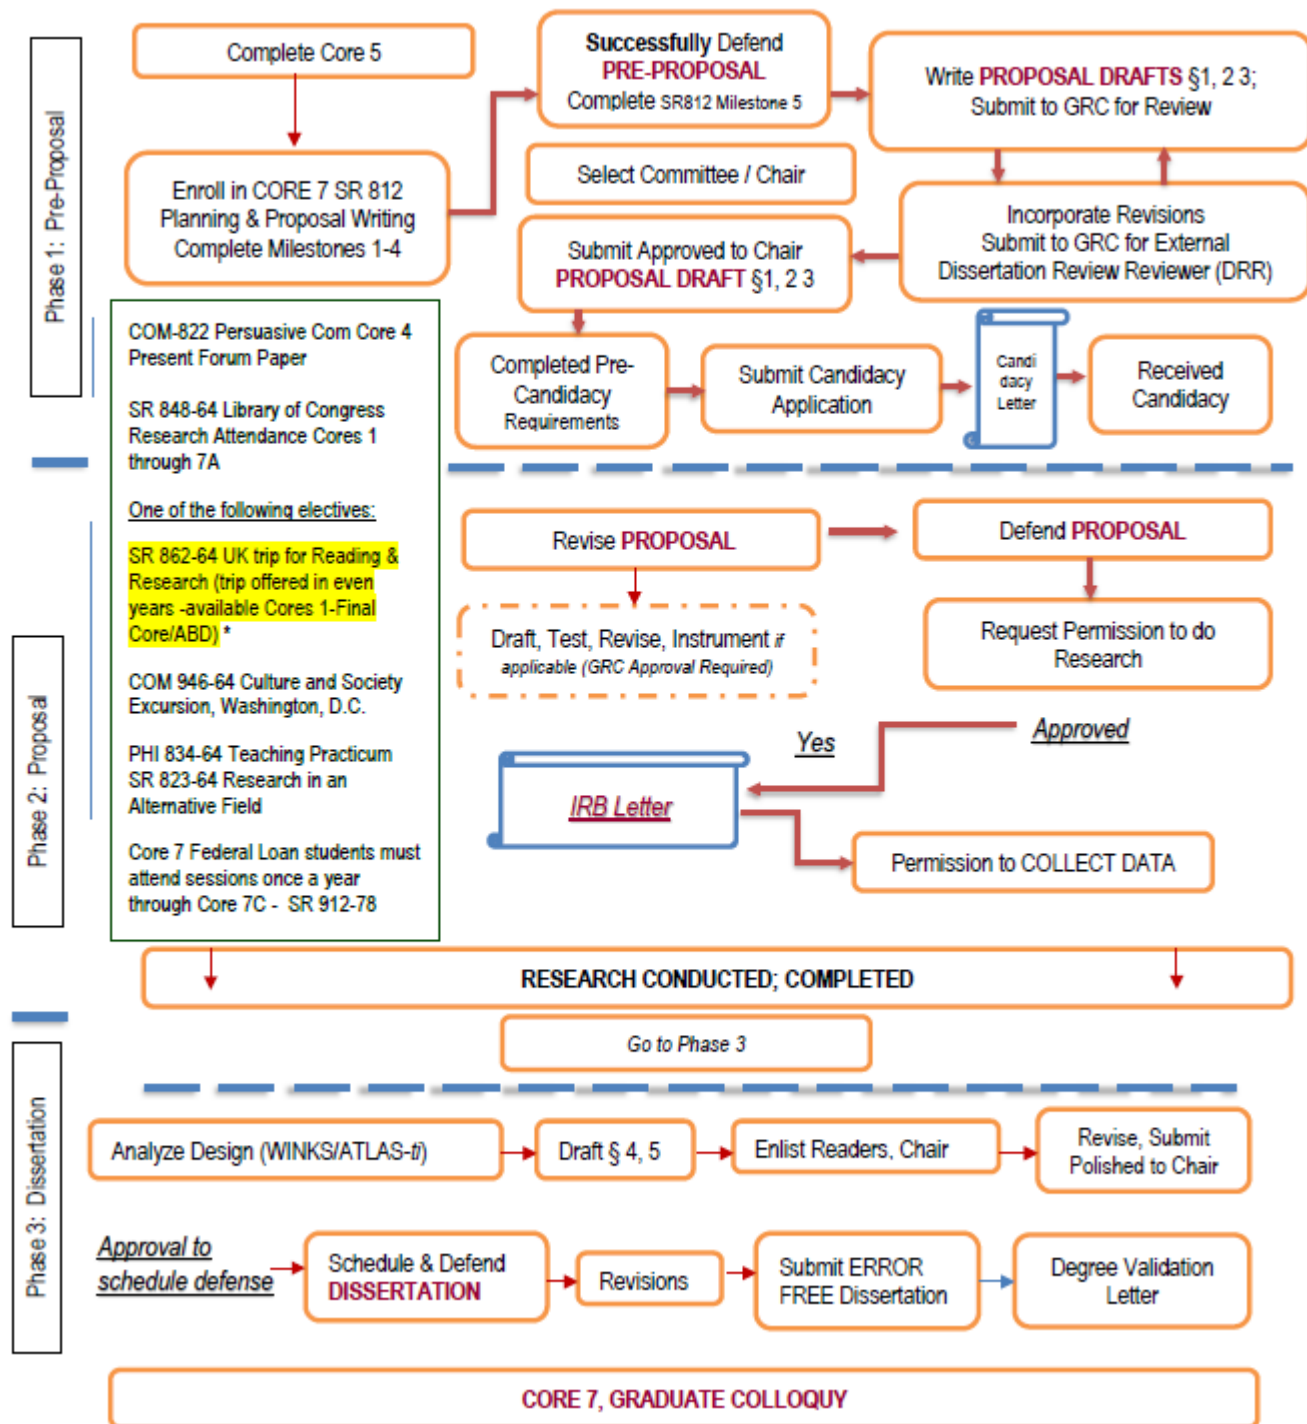 Phase 1: Pre-Proposal
Complete Core 5
Enroll in CORE 7 SR 812
Planning & Proposal Writing
Complete Milestones 1-4
Successfully Defend
PRE-PROPOSAL
Complete SR812 Milestone 5
Write PROPOSAL DRAFTS §1, 2 3;
Submit to GRC for Review
Select Committee / Chair
Incorporate Revisions
Submit to GRC for External
Dissertation Review Reviewer (DRR)
Submit Approved to Chair
PROPOSAL DRAFT §1, 2 3
Completed Pre-
Candidacy
Requirements
Submit Candidacy
Application
Candi
dacy
Letter
Received
Candidacy
COM-822 Persuasive Com Core 4
Present Forum Paper
SR 848-64 Library of Congress
Research Attendance Cores 1
through 7A
One of the following electives:
SR 862-64 UK trip for Reading &
Research (trip offered in even
years -available Cores 1-Final
Core/ABD) *
COM 946-64 Culture and Society
Excursion, Washington, D.C.
PHI 834-64 Teaching Practicum
SR 823-64 Research in an
Alternative Field
Core 7 Federal Loan students must
attend sessions once a year
through Core 7C - SR 912-78
Phase 2: Proposal
Revise PROPOSAL
Defend PROPOSAL
Draft, Test, Revise, Instrument if
applicable (GRC Approval Required)
Request Permission to do
Research
Approved
Yes
IRB Letter
Permission to COLLECT DATA
RESEARCH CONDUCTED; COMPLETED
Go to Phase 3
Phase 3: Dissertation
Analyze Design (WINKS/ATLAS-ti)
Draft § 4, 5
Enlist Readers, Chair
Revise, Submit
Polished to Chair
Approval to
schedule defense
Schedule & Defend
DISSERTATION
Revisions
Submit ERROR
FREE Dissertation
Degree Validation
Letter
CORE 7, GRADUATE COLLOQUY